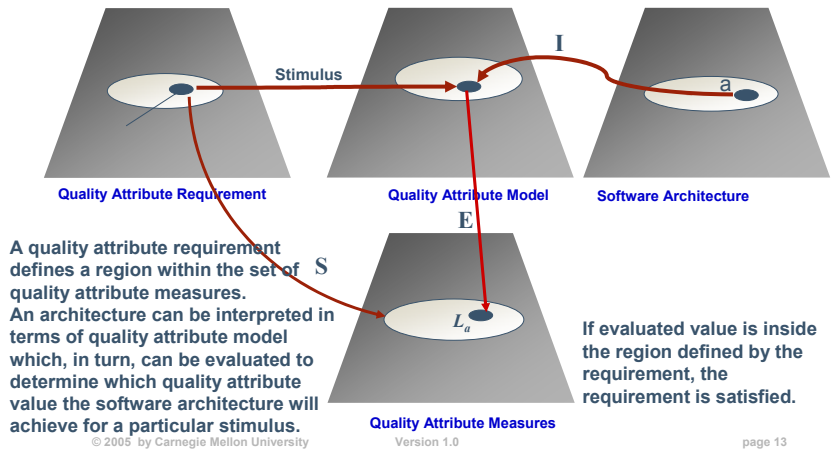 I
Stimulus
a
Quality Attribute Requirement
Quality Attribute Model
Software Architecture
E
A quality attribute requirement
defines a region within the set of
quality attribute measures.
An architecture can be interpreted in
terms of quality attribute model
which, in turn, can be evaluated to
determine which quality attribute
value the software architecture will
achieve for a particular stimulus.
S
La
If evaluated value is inside
the region defined by the
requirement, the
requirement is satisfied.
Quality Attribute Measures
© 2005 by Carnegie Mellon University
Version 1.0
page 13